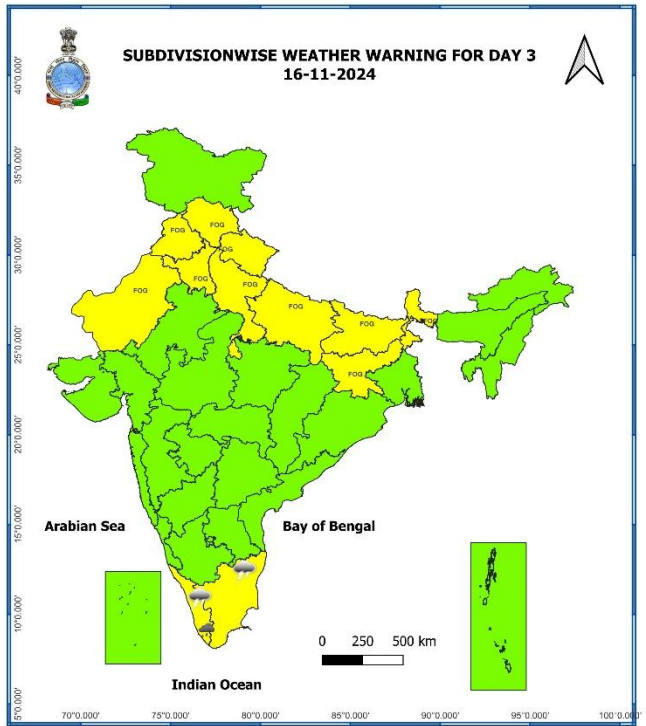 SUBDIVISIONWISE WEATHER WARNING FOR DAY 3
16-11-2024
40°0.000'
35°0.000'
30°0.000'
25°0.000'
20°0.000'
15°0.000'
10°0.000'
5°0.000'
FOG
FOG
FOG
FOG
FOG
FOG
FOG
FOG
FOG
Arabian Sea
Bay of Bengal
0 250 500 km
Indian Ocean
70°0.000' 75°0.000' 80°0.000' 85°0.000' 90°0.000' 95°0.000' 100°0.000'